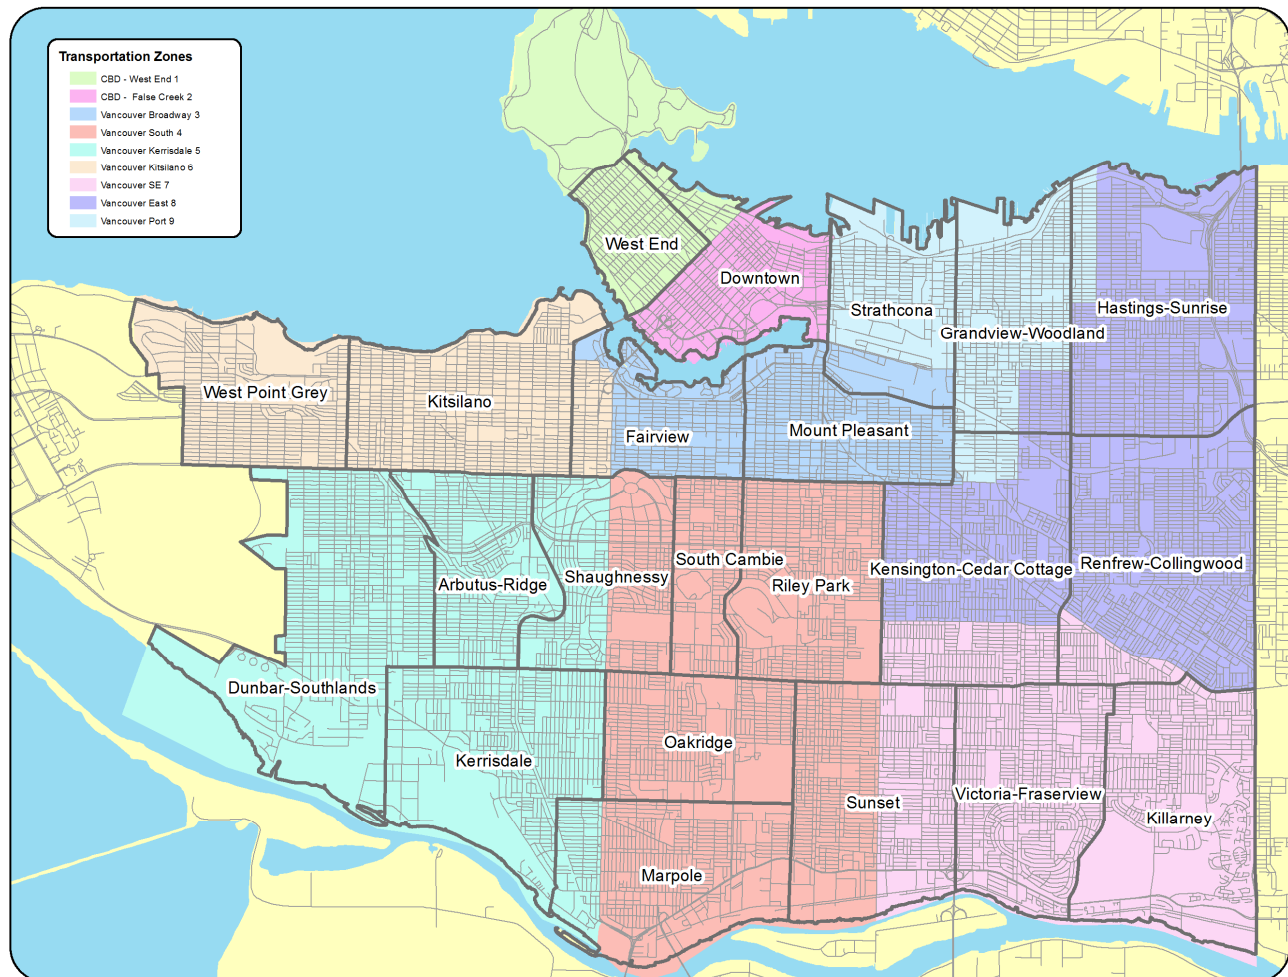 Transportation Zones
CBD - West End 1
CBD - False Creek 2
Vancouver Broadway 3
Vancouver South 4
Vancouver Kerrisdale 5
Vancouver Kitsilano 6
Vancouver SE 7
Vancouver East 8
Vancouver Port 9
West End
Downtown
Strathcona
Hastings-Sunrise
Grandview-Woodland
West Point Grey
Kitsilano
Fairview
Mount Pleasant
Arbutus-Ridge
Shaughnessy
South Cambie
Riley Park
Kensington-Cedar Cottage
Renfrew-Collingwood
Dunbar-Southlands
Kerrisdale
Oakridge
Sunset
Victoria-Fraserview
Killarney
Marpole